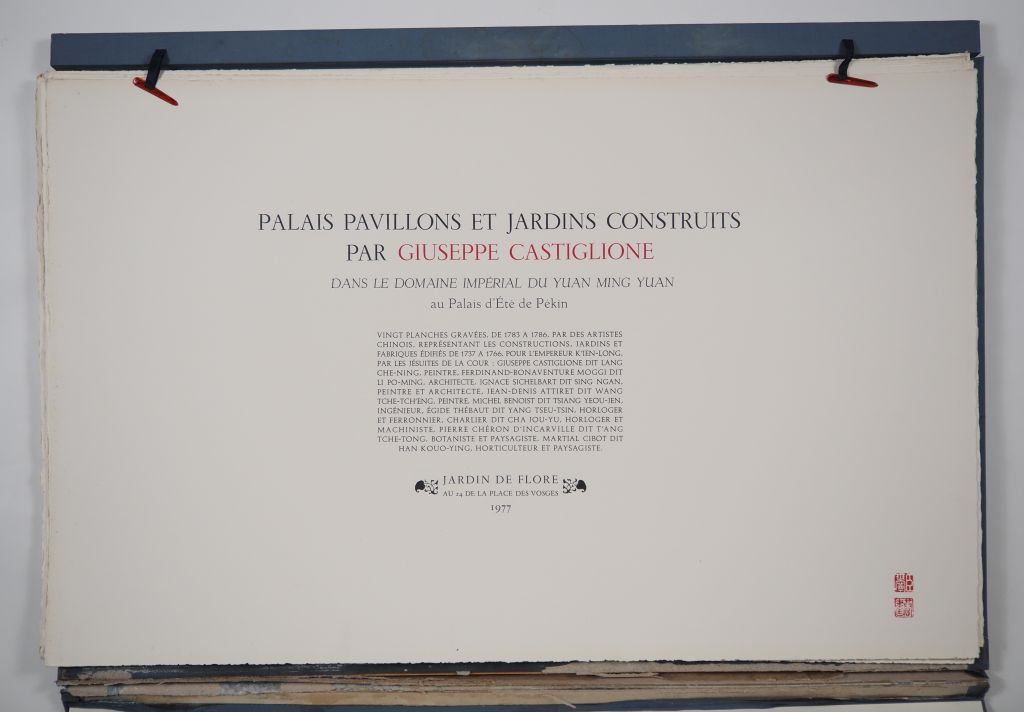 PALAIS PAVILLONS ET JARDINS CONSTRUITS
PAR GIUSEPPE CASTIGLIONE
DANS LE DOMAINE IMPÉRIAL DU YUAN MING YUAN
au Palais d'Été de Pékin
VINGT PLANCHES GRAVÉES, DE 1783 A 1786, PAR DES ARTISTES
CHINOIS, REPRÉSENTANT LES CONSTRUCTIONS, JARDINS ET
FABRIQUES ÉDIFIÉS DE 1737 A 1766, POUR L'EMPEREUR K'IEN-LONG,
PAR LES JÉSUITES DE LA COUR : GIUSEPPE CASTIGLIONE DIT LANG
CHE-NING, PEINTRE, FERDINAND-BONAVENTURE MOGGI DIT
LI PO-MING, ARCHITECTE, IGNACE SICHELBART DIT SING NGAN,
PEINTRE ET ARCHITECTE, JEAN-DENIS ATTIRET DIT WANG
TCHE-TCH'ENG, PEINTRE, MICHEL BENOIST DIT TSIANG YEOU-JEN,
INGÉNIEUR, ÉGIDE THÉBAUT DIT YANG TSEU-TSIN, HORLOGER
ET FERRONNIER, CHARLIER DIT CHA JOU-YU, HORLOGER ET
MACHINISTE, PIERRE CHÉRON D'INCARVILLE DIT T'ANG
TCHE-TONG, BOTANISTE ET PAYSAGISTE, MARTIAL CIBOT DIT
HAN KOUO-YING, HORTICULTEUR ET PAYSAGISTE.
JARDIN DE FLORE
AU 24 DE LA PLACE DES VOSGES
1977